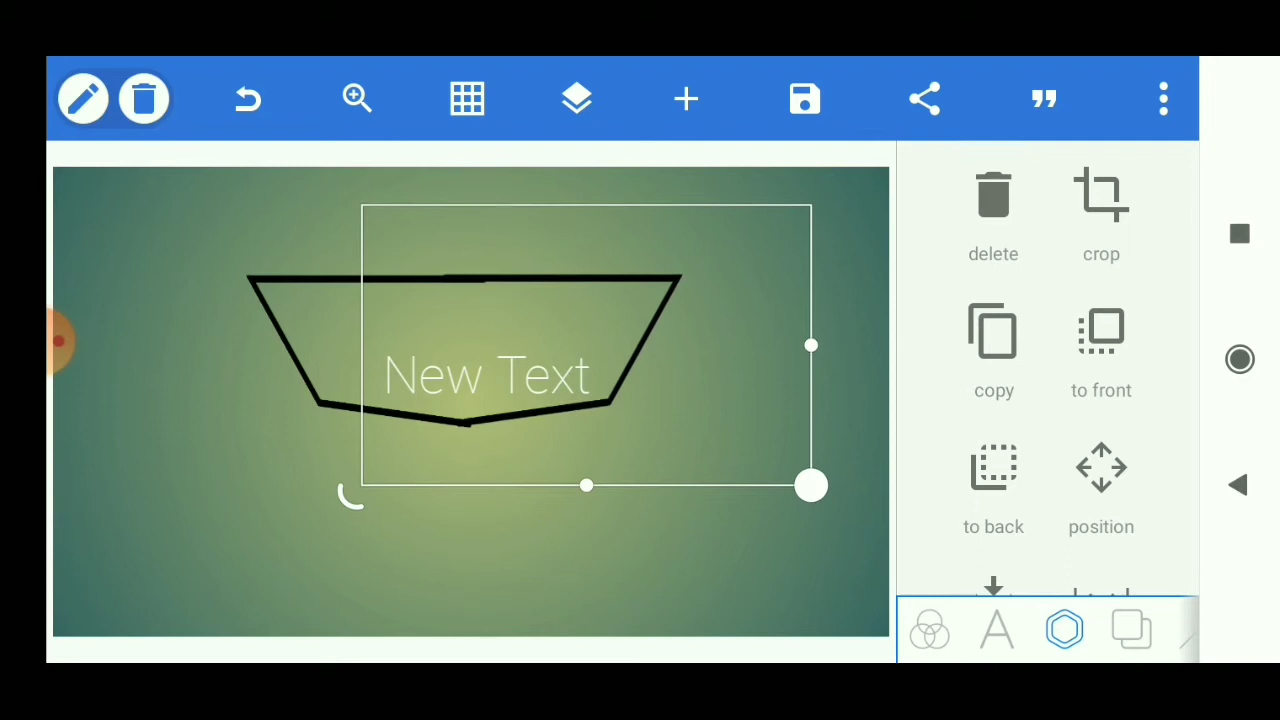 delete
crop
New Text
copy
to front
to back
position